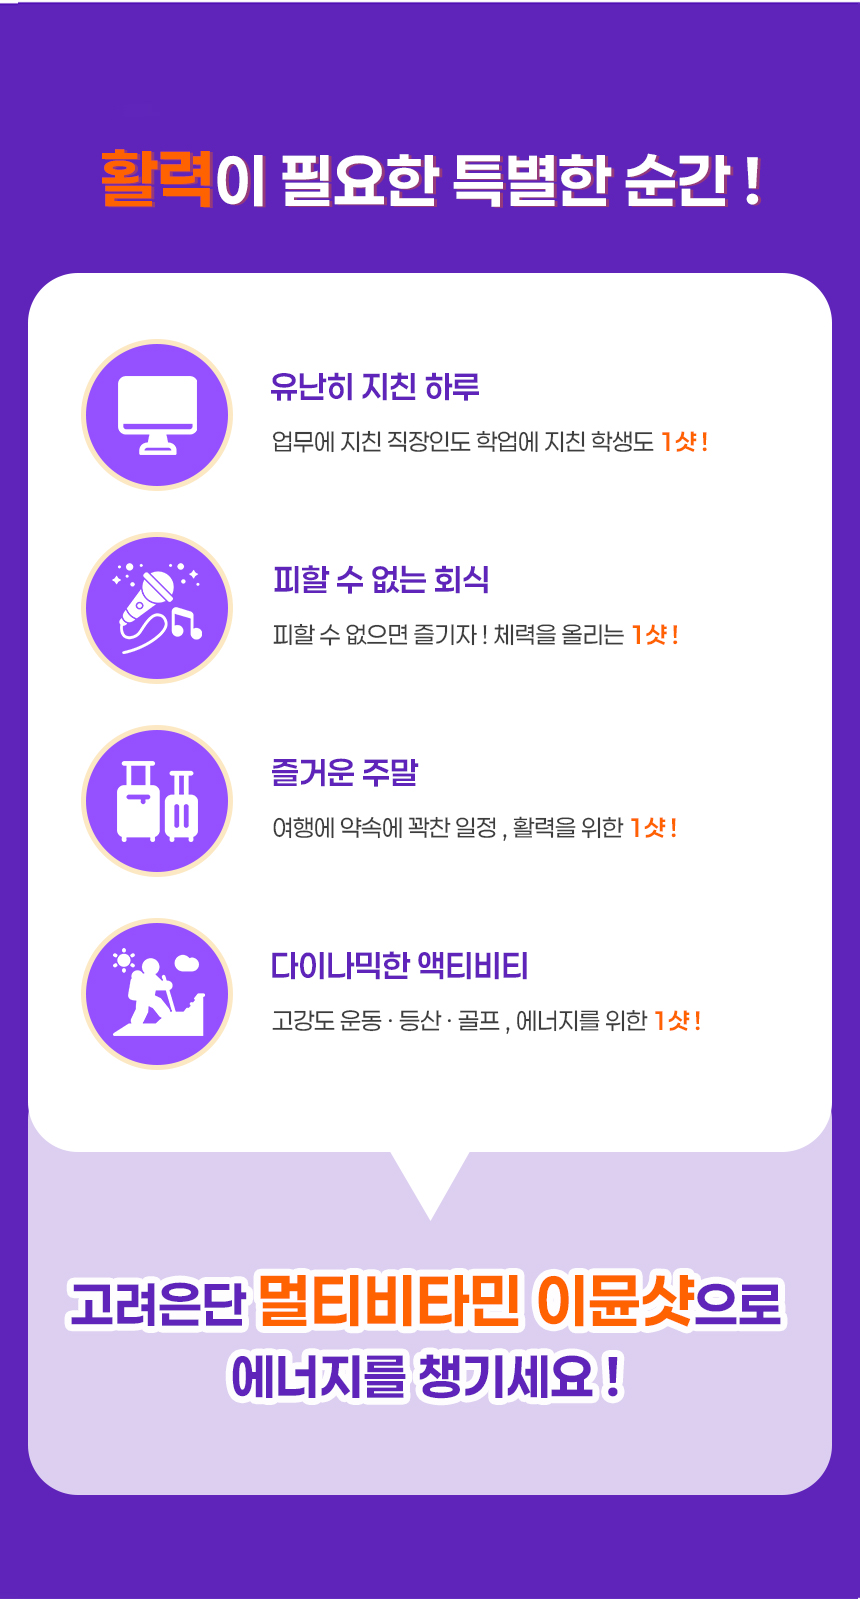 활력이 필요한 특별한 순간 !
유난히 지친 하루
업무에 지친 직장인도 학업에 지친 학생도 1샷 !
피할 수 없는 회식
피할 수 없으면 즐기자 ! 체력을 올리는 1샷 !
즐거운 주말
여행에 약속에 꽉찬 일정 , 활력을 위한 1샷 !
다이나믹한 액티비티
고강도 운동 · 등산 · 골프 , 에너지를 위한 1샷 !
고려은단 멀티비타민 이뮨샷으로
에너지를 챙기세요 !